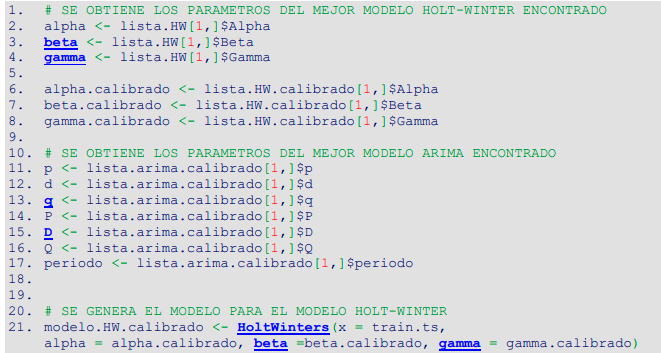 1. # SE OBTIENE LOS PARAMETROS DEL MEJOR MODELO HOLT-WINTER ENCONTRADO
2. alpha <- lista.HW[1,]$Alpha
3. beta <- lista.HW[1,]$Beta
4. gamma <- lista.HW[1,]$Gamma
5.
6. alpha.calibrado <- lista.HW.calibrado[1,]$Alpha
7. beta.calibrado <- lista.HW.calibrado[1,]$Beta
8. gamma.calibrado <- lista.HW.calibrado[1,]$Gamma
9.
10. # SE OBTIENE LOS PARAMETROS DEL MEJOR MODELO ARIMA ENCONTRADO
11. p <- lista.arima.calibrado[1,]$p
12. d <- lista.arima.calibrado[1,]$d
13. q <- lista.arima.calibrado[1,]$q
14. P <- lista.arima.calibrado[1,]$P
15. D <- lista.arima.calibrado[1,]$D
16. Q <- lista.arima.calibrado[1,]$Q
17. periodo <- lista.arima.calibrado[1,]$periodo
18.
19.
20. # SE GENERA EL MODELO PARA EL MODELO HOLT-WINTER
21. modelo.HW.calibrado <- HoltWinters(x = train.ts,
alpha = alpha.calibrado, beta =beta.calibrado, gamma = gamma.calibrado)